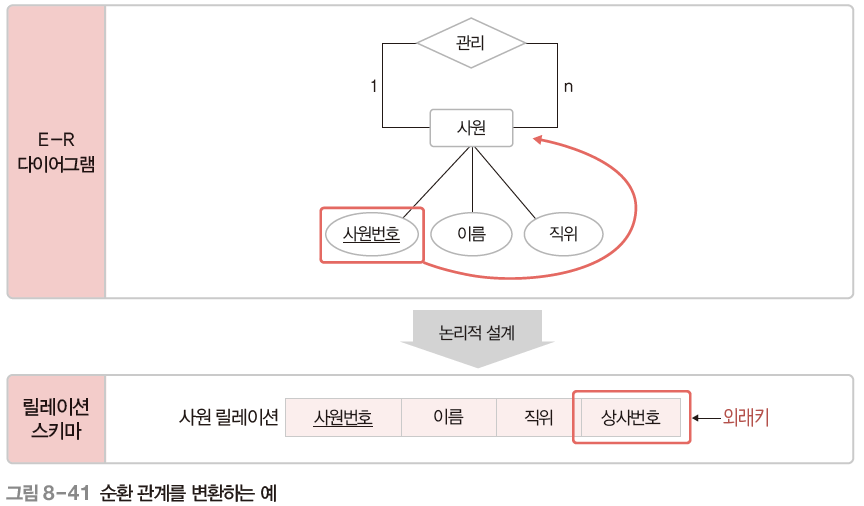 관리
1
n
E-R
다이어그램
사원
사원번호
이름
직위
논리적 설계
릴레이션
스키마
사원 릴레이션
사원번호
이름
직위
상사번호
외래키
그림 8-41 순환 관계를 변환하는 예